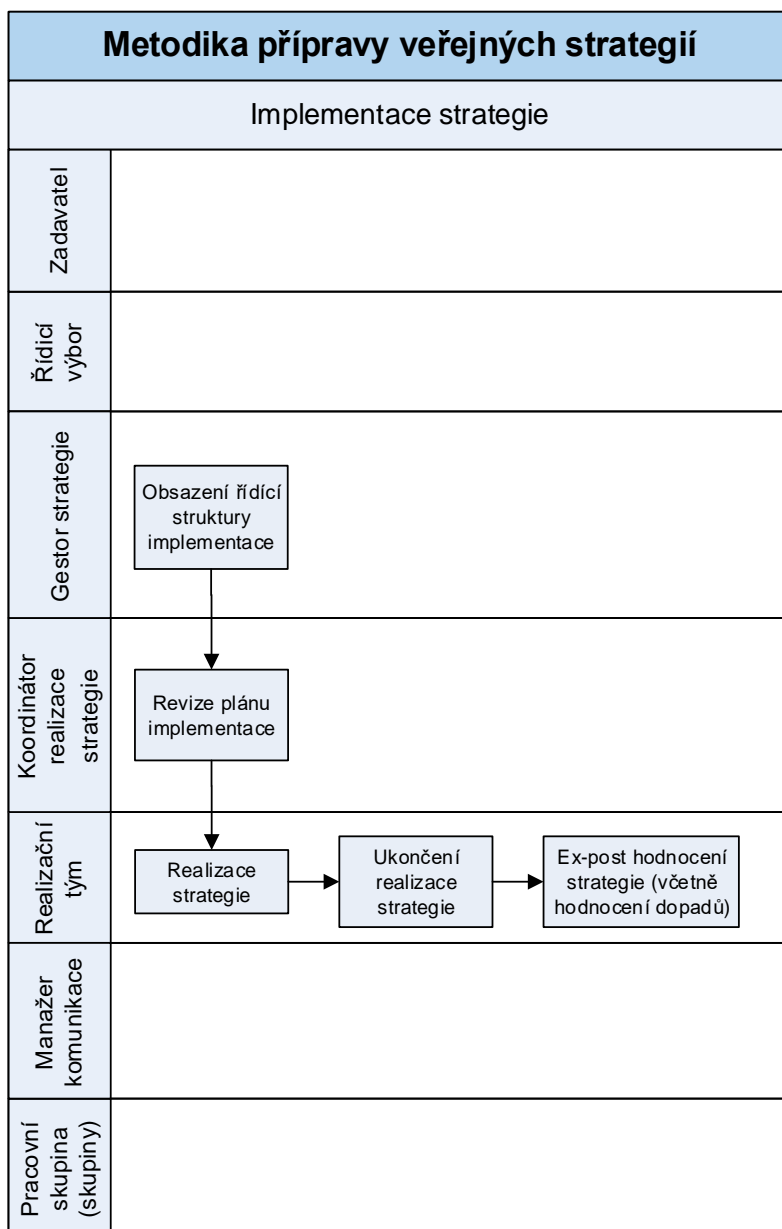 Metodika přípravy veřejných strategií
Implementace strategie
Zadavatel
Řídicí
výbor
Gestor strategie
Obsazení řídící
struktury
implementace
Koordinátor
realizace
strategie
Revize plánu
implementace
Realizační
tým
Realizace
strategie
Ukončení
realizace
strategie
Ex-post hodnocení
strategie (včetně
hodnocení dopadů)
Manažer
komunikace
Pracovní
skupina
(skupiny)